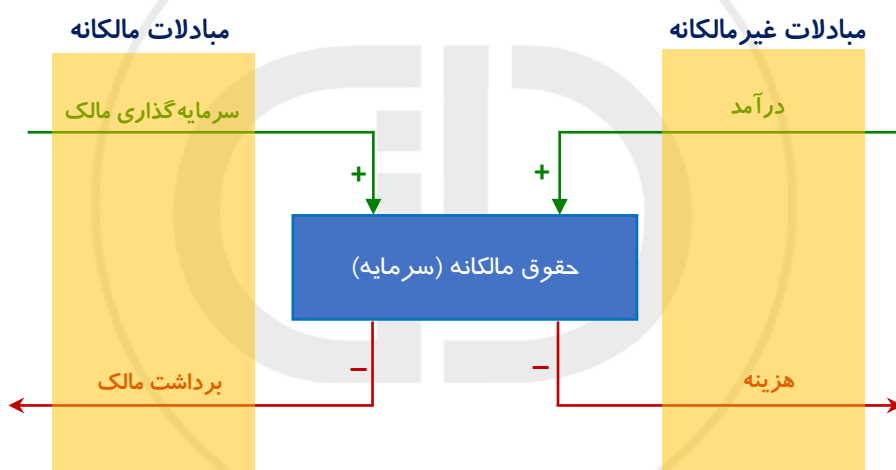 مبادلات غیرمالکانه
مبادلات مالکانه
درآمد
سرمایه‌گذاری مالک
+
+
حقوق مالکانه (سرمایه)
–
–
هزینه
برداشت مالک